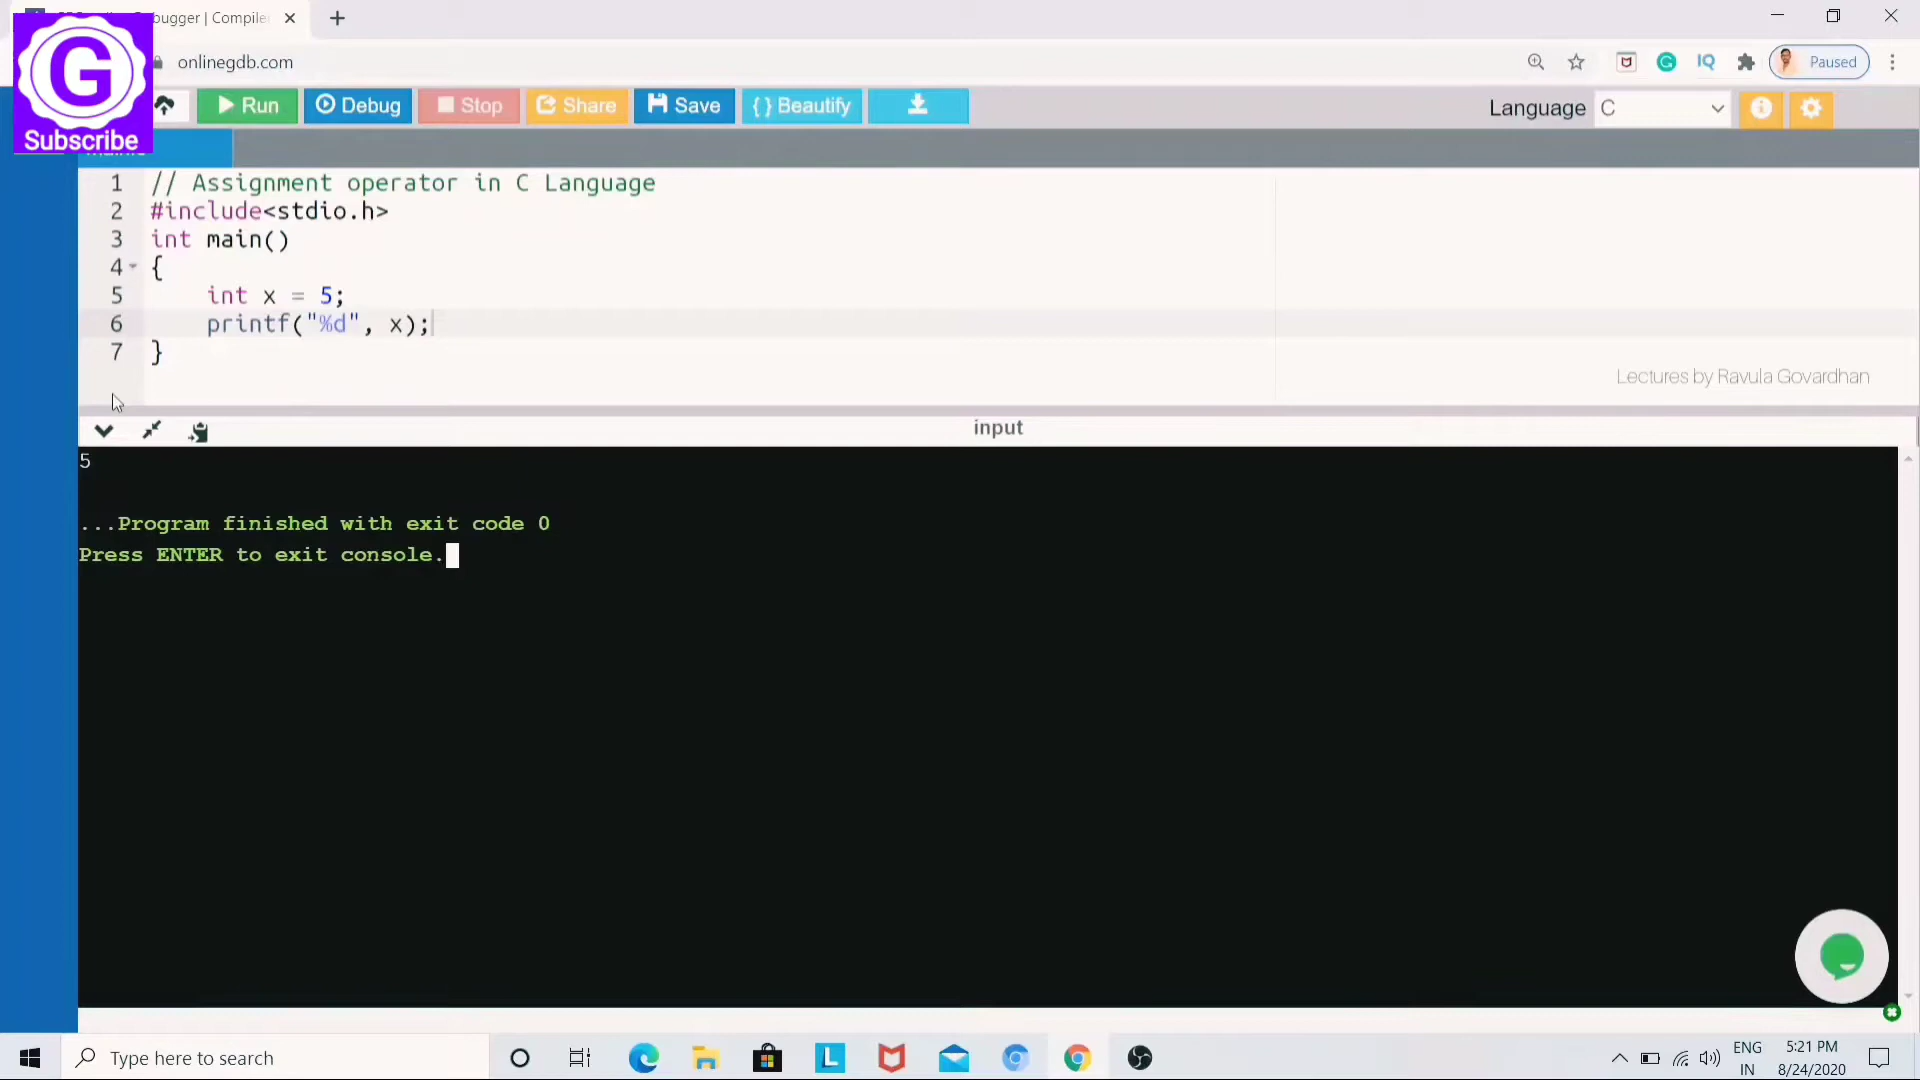 bugger | Compile
onlinegdb.com
IQ
Paused
G
Subscribe
Run
Debug
Stop
Share
Save
{ } Beautify
Language C
1 // Assignment operator in C Language
2 #include<stdio.h>
3 int main()
4 {
5 int x = 5;
6 printf("%d", x);
7 }
Lectures by Ravula Govardhan
input
5
...Program finished with exit code 0
Press ENTER to exit console.
Type here to search
L
ENG
IN
5:21 PM
8/24/2020